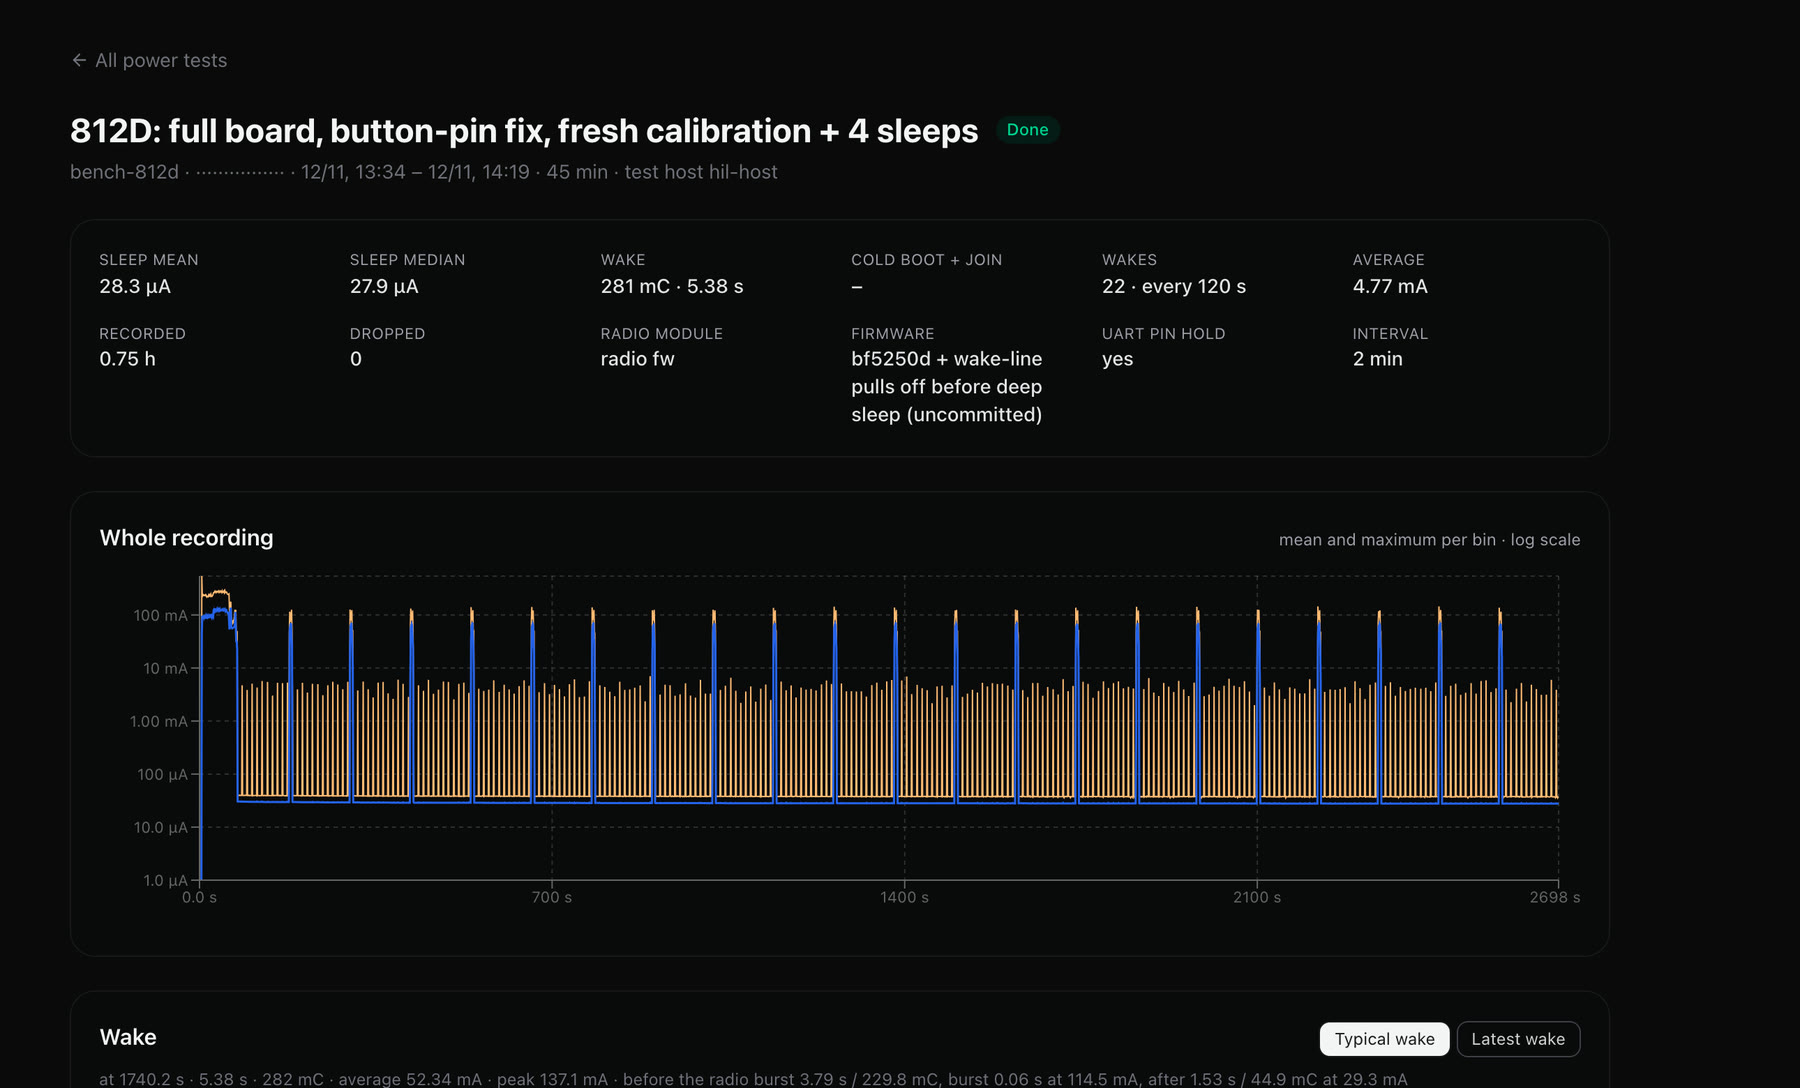 ← All power tests
812D: full board, button-pin fix, fresh calibration + 4 sleeps Done
bench-812d · ················ · 12/11, 13:34 – 12/11, 14:19 · 45 min · test host hil-host
SLEEP MEAN SLEEP MEDIAN WAKE COLD BOOT + JOIN WAKES AVERAGE
28.3 µA 27.9 µA 281 mC · 5.38 s – 22 · every 120 s 4.77 mA
RECORDED DROPPED RADIO MODULE FIRMWARE UART PIN HOLD INTERVAL
0.75 h 0 radio fw bf5250d + wake-line yes 2 min
pulls off before deep
sleep (uncommitted)
Whole recording mean and maximum per bin · log scale
100 mA
10 mA
1.00 mA
100 µA
10.0 µA
1.0 µA
0.0 s 700 s 1400 s 2100 s 2698 s
Wake Typical wake Latest wake
at 1740.2 s · 5.38 s · 282 mC · average 52.34 mA · peak 137.1 mA · before the radio burst 3.79 s / 229.8 mC, burst 0.06 s at 114.5 mA, after 1.53 s / 44.9 mC at 29.3 mA